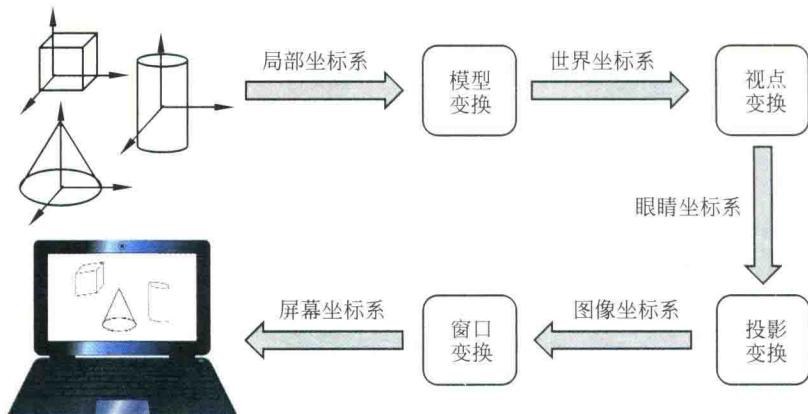 局部坐标系
模型
变换
世界坐标系
视点
变换
眼睛坐标系
投影
变换
图像坐标系
窗口
变换
屏幕坐标系